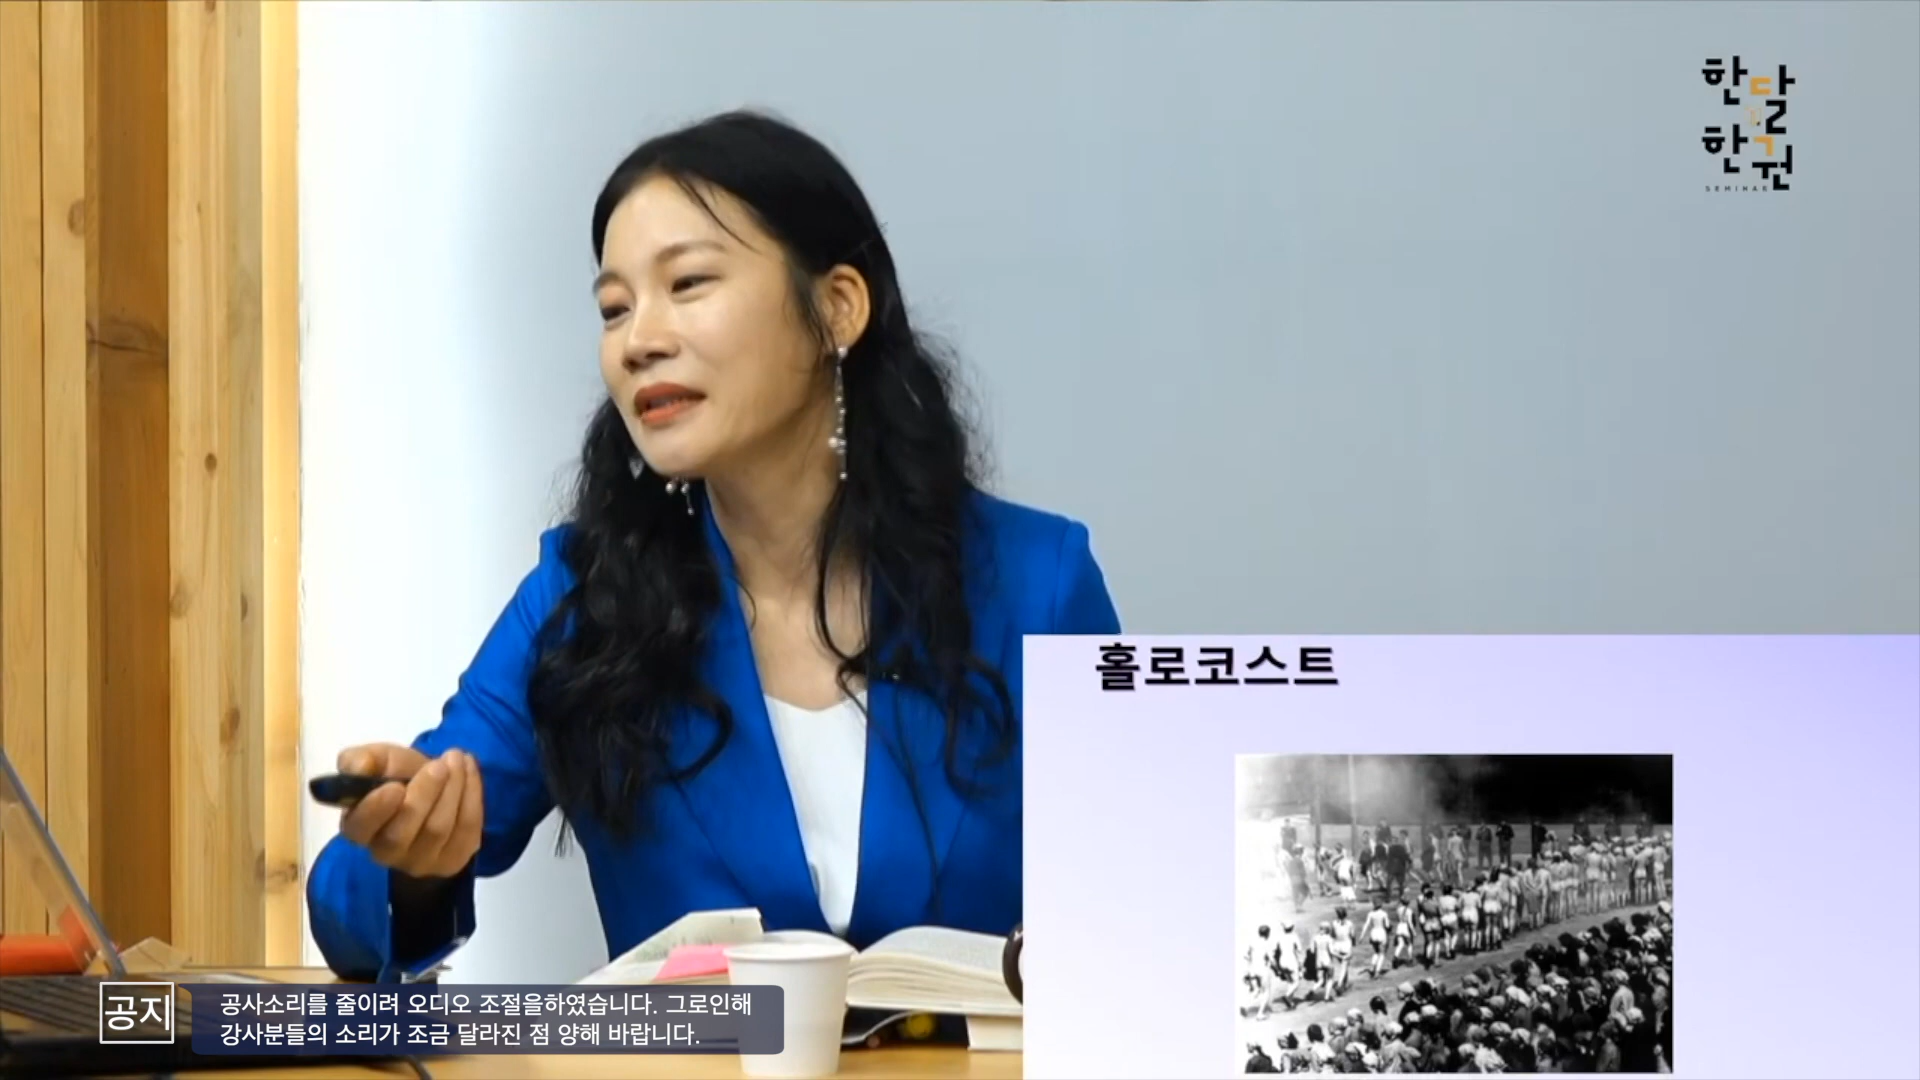 한달
한권
SEMINAR
홀로코스트
공지
공사소리를 줄이려 오디오 조절을하였습니다. 그로인해
강사분들의 소리가 조금 달라진 점 양해 바랍니다.